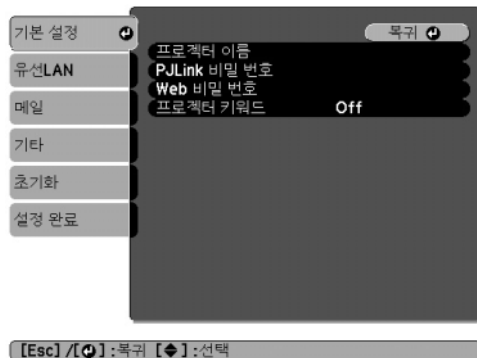 기본 설정
유선LAN
메일
기타
초기화
설정 완료
복귀
프로젝터 이름
PJLink 비밀 번호
Web 비밀 번호
프로젝터 키워드 Off
[Esc] /[ ] :복귀 [ ] :선택